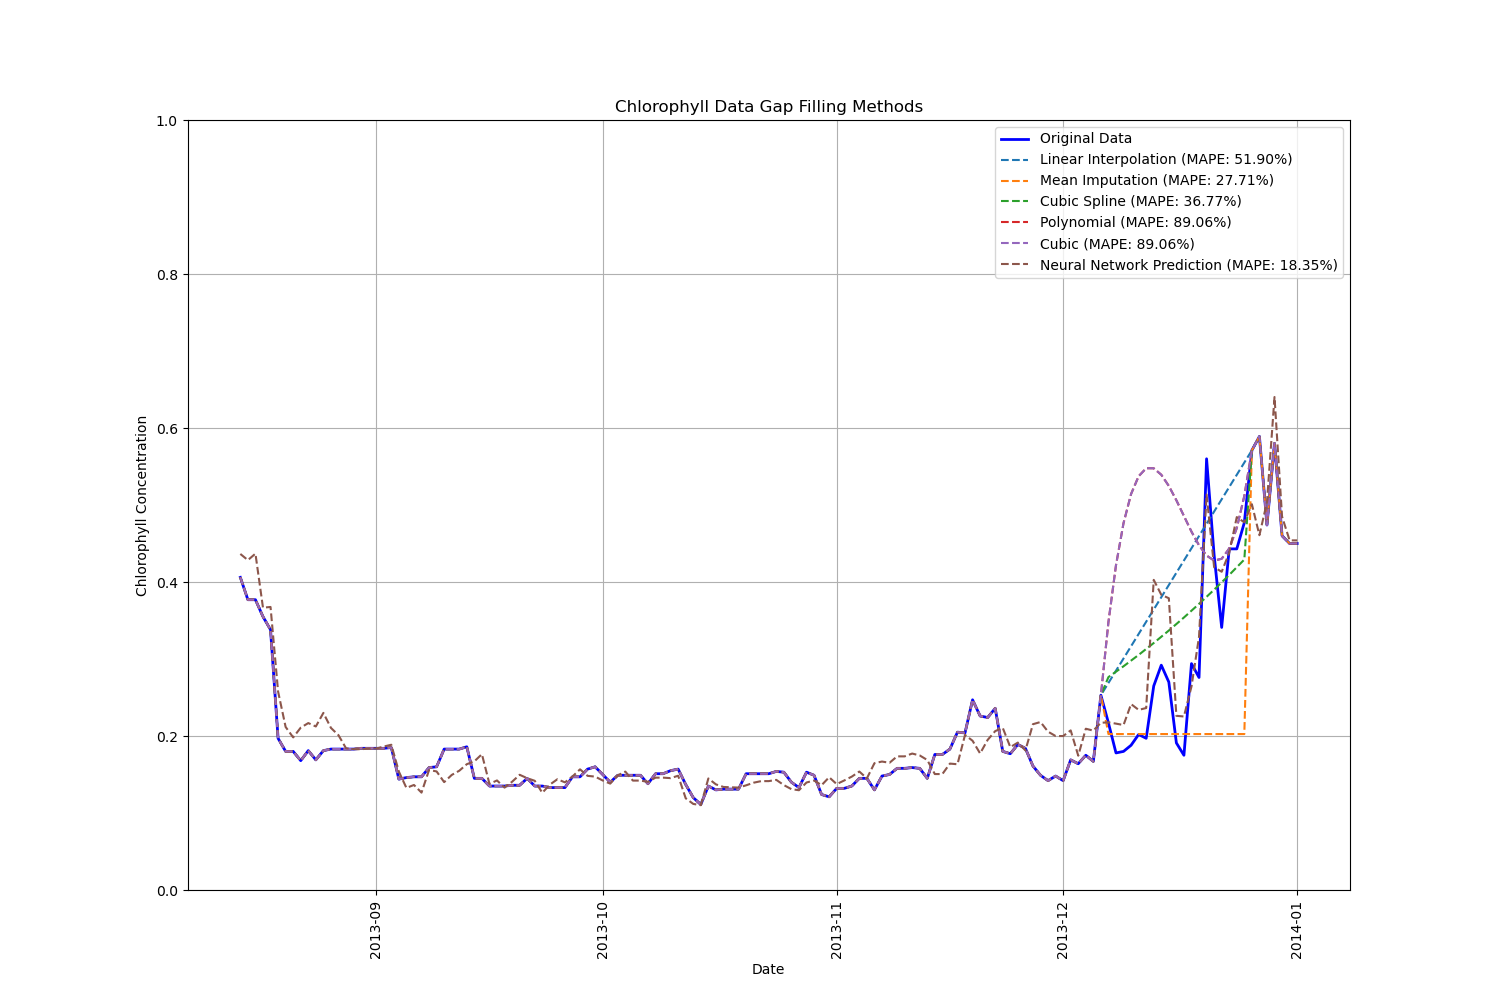 Chlorophyll Data Gap Filling Methods
Original Data
Linear Interpolation (MAPE: 51.90%)
Mean Imputation (MAPE: 27.71%)
Cubic Spline (MAPE: 36.77%)
Polynomial (MAPE: 89.06%)
Cubic (MAPE: 89.06%)
Neural Network Prediction (MAPE: 18.35%)
Chlorophyll Concentration
1.0
0.8
0.6
0.4
0.2
0.0
2013-09
2013-10
2013-11
2013-12
2014-01
Date